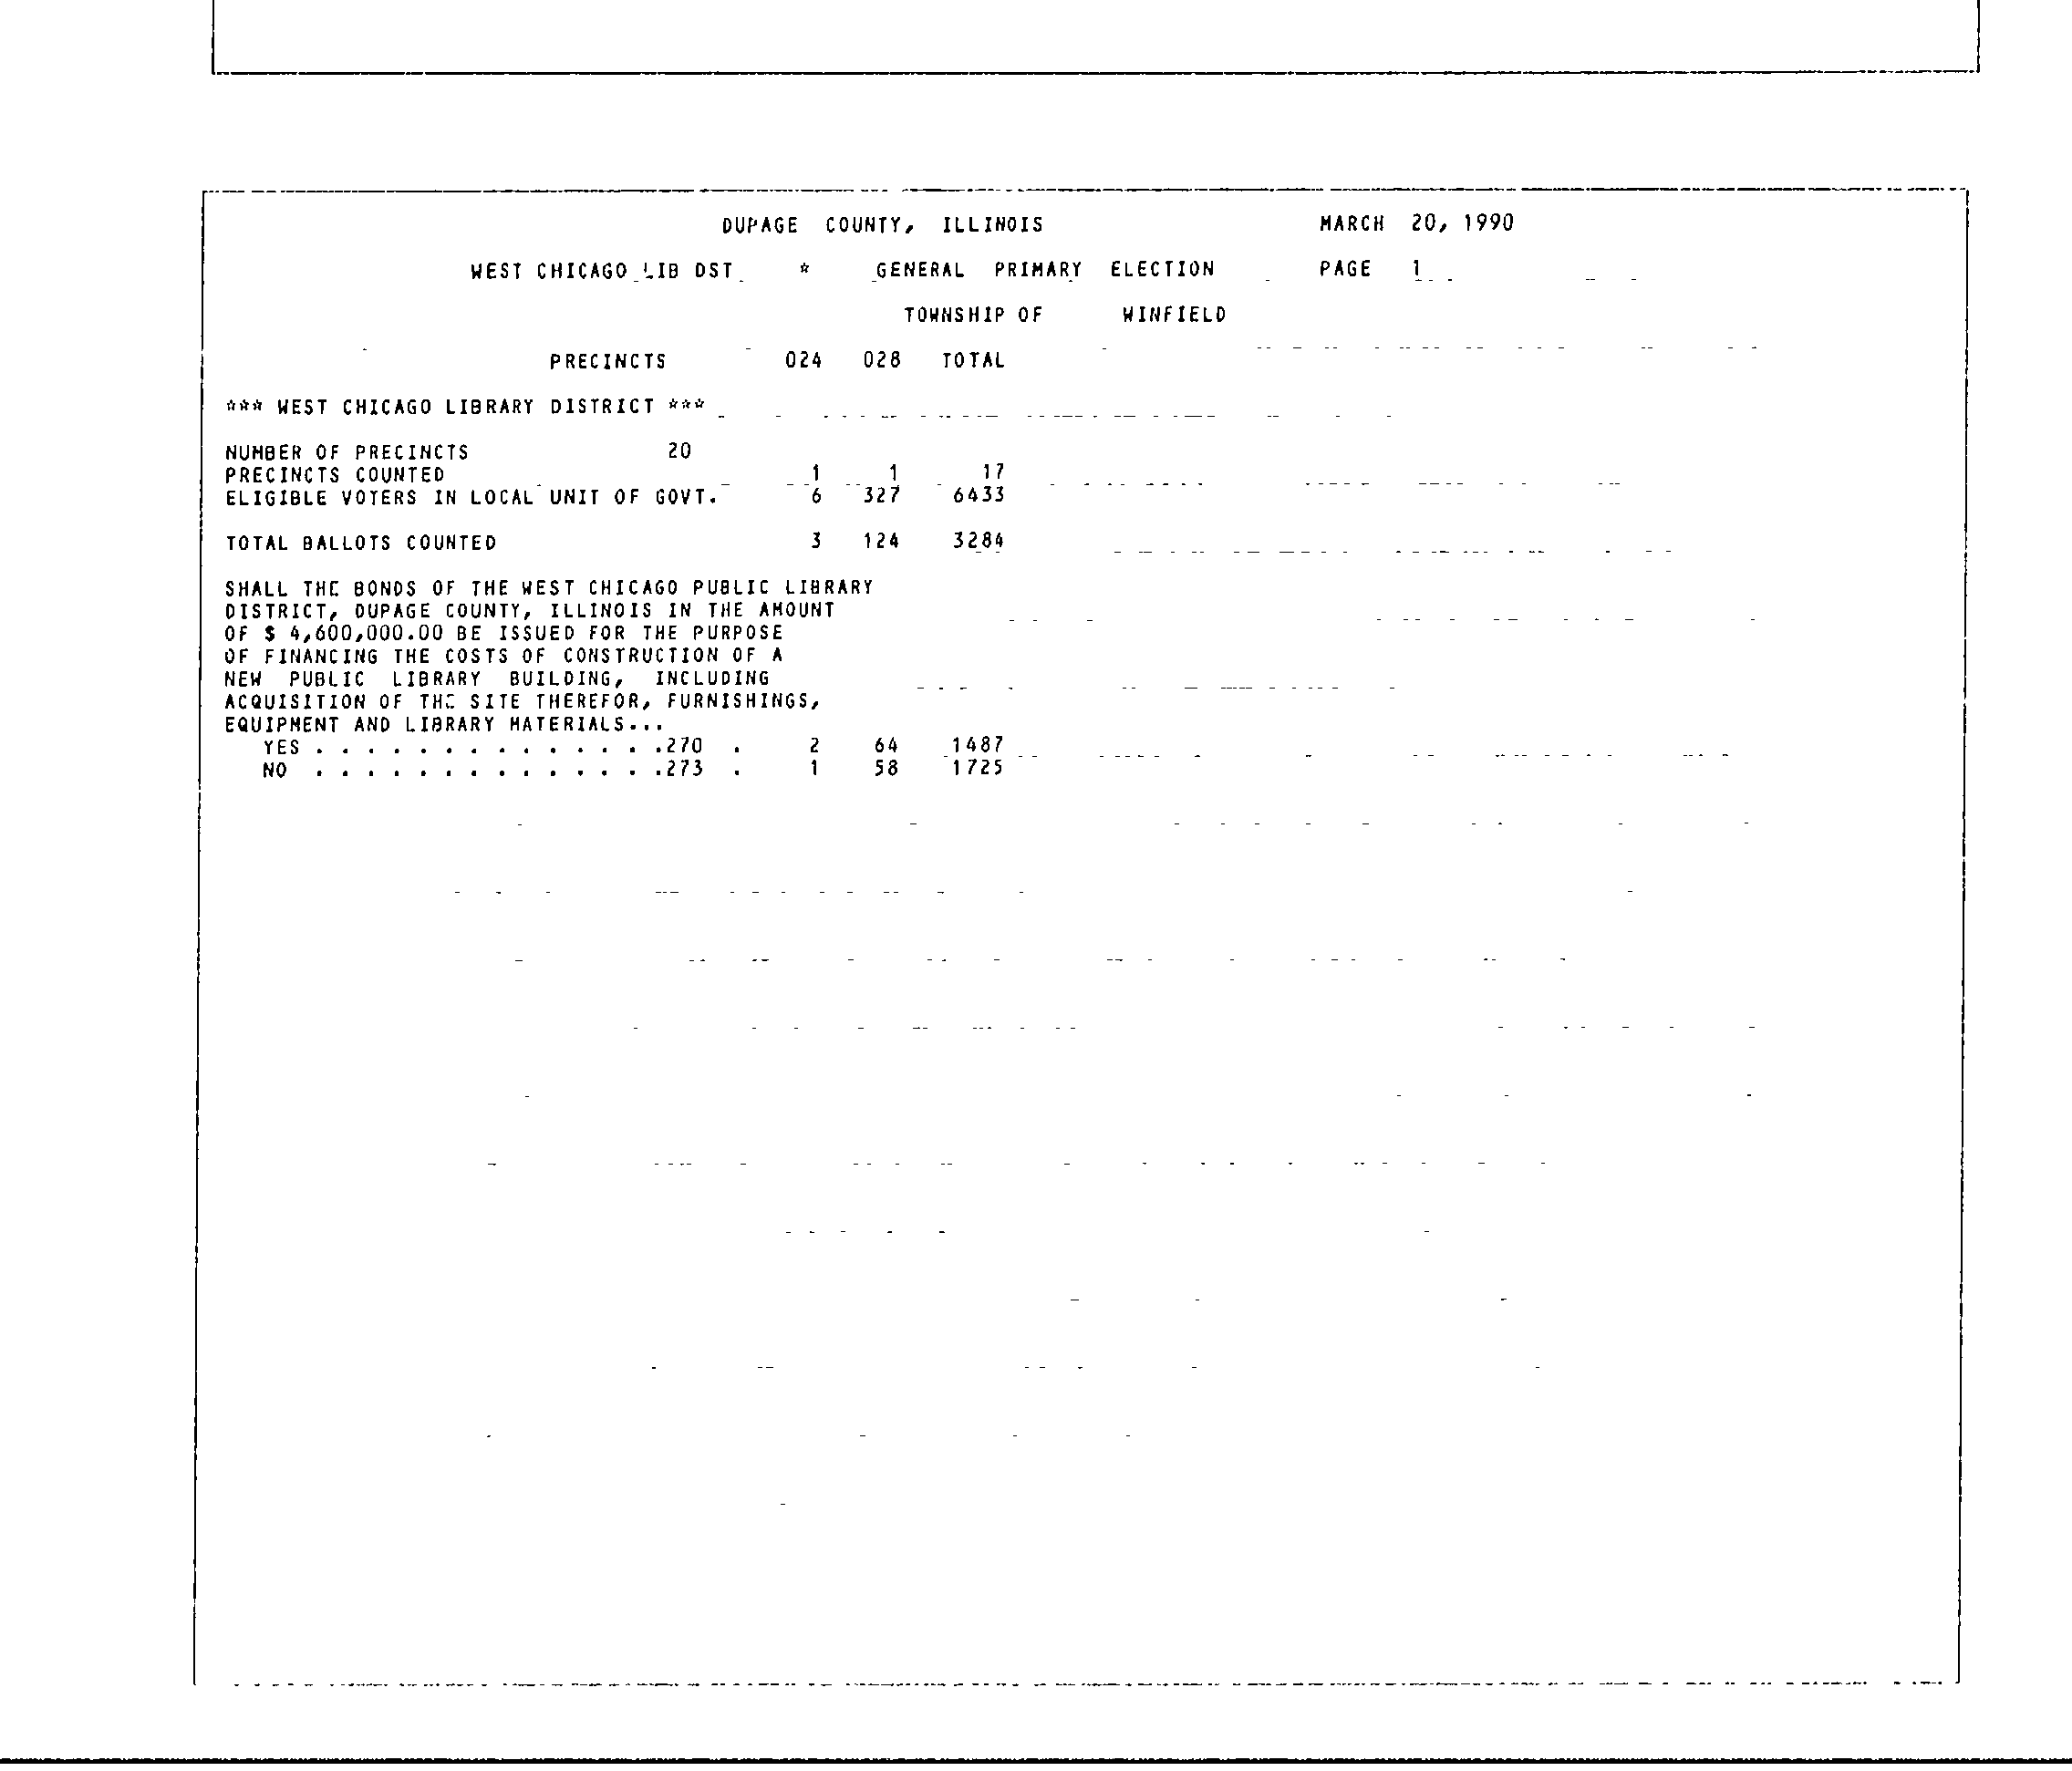 DUPAGE COUNTY, ILLINOIS MARCH 20, 1990
WEST CHICAGO LIB DST * GENERAL PRIMARY ELECTION PAGE 1
TOWNSHIP OF WINFIELD
PRECINCTS 024 028 TOTAL
*** WEST CHICAGO LIBRARY DISTRICT ***
NUMBER OF PRECINCTS 20
PRECINCTS COUNTED 1 1 17
ELIGIBLE VOTERS IN LOCAL UNIT OF GOVT. 6 327 6433
TOTAL BALLOTS COUNTED 3 124 3284
SHALL THE BONDS OF THE WEST CHICAGO PUBLIC LIBRARY
DISTRICT, DUPAGE COUNTY, ILLINOIS IN THE AMOUNT
OF $ 4,600,000.00 BE ISSUED FOR THE PURPOSE
OF FINANCING THE COSTS OF CONSTRUCTION OF A
NEW PUBLIC LIBRARY BUILDING, INCLUDING
ACQUISITION OF THE SITE THEREFOR, FURNISHINGS,
EQUIPMENT AND LIBRARY MATERIALS...
YES . . . . . . . . . . . . . .270 . 2 64 1487
NO . . . . . . . . . . . . . .273 . 1 58 1725